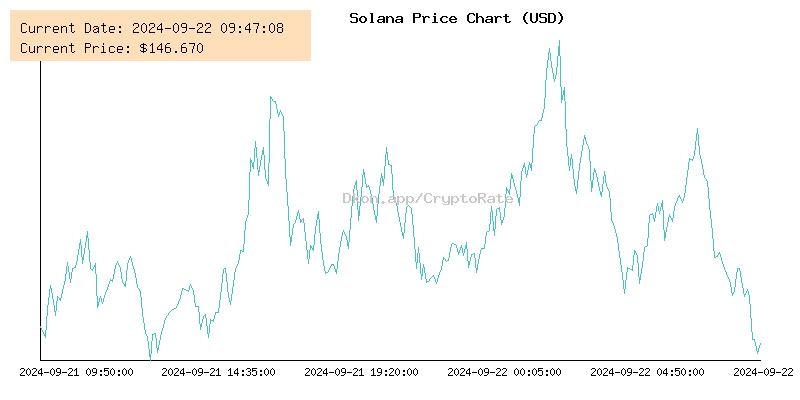 Solana Price Chart (USD)
Current Date: 2024-09-22 09:47:08
Current Price: $146.670
Dxon.app/CryptoRate
2024-09-21 09:50:00
2024-09-21 14:35:00
2024-09-21 19:20:00
2024-09-22 00:05:00
2024-09-22 04:50:00
2024-09-22